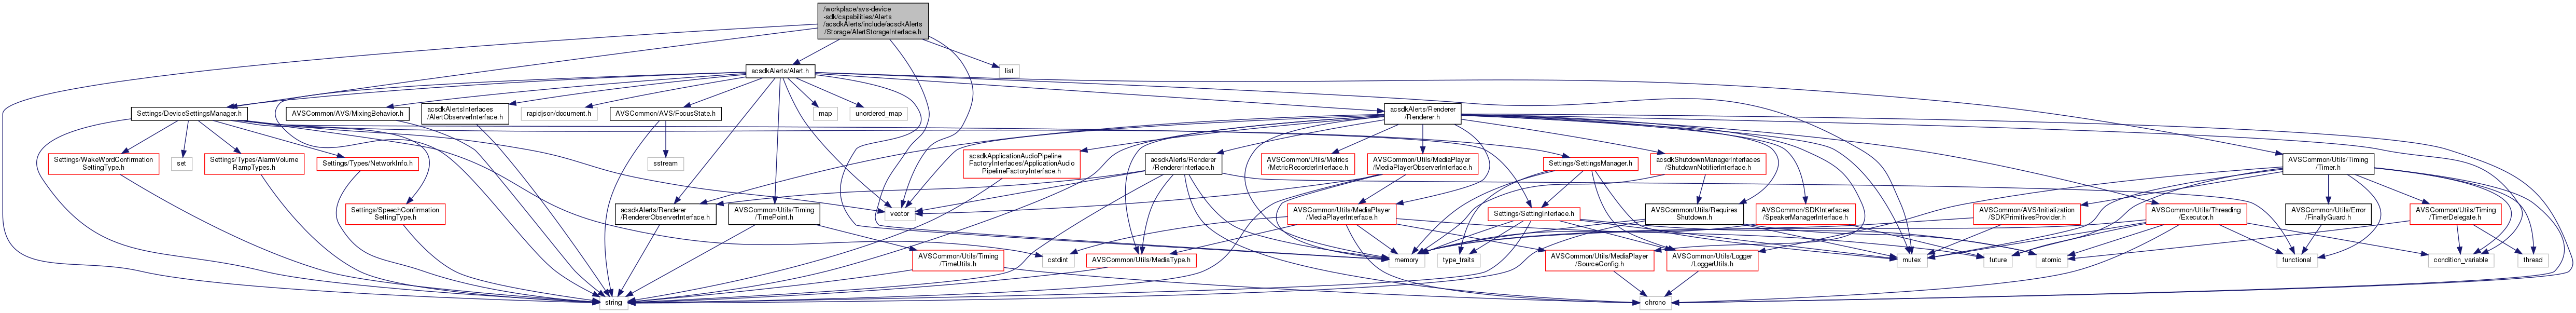 /workplace/avs-device
-sdk/capabilities/Alerts
/acsdkAlerts/include/acsdkAlerts
/Storage/AlertStorageInterface.h
acsdkAlerts/Alert.h
list
Settings/DeviceSettingsManager.h
AVSCommon/AVS/MixingBehavior.h
acsdkAlertsInterfaces
/AlertObserverInterface.h
rapidjson/document.h
AVSCommon/AVS/FocusState.h
map
unordered_map
acsdkAlerts/Renderer
/Renderer.h
Settings/WakeWordConfirmation
SettingType.h
set
Settings/Types/AlarmVolume
RampTypes.h
Settings/Types/NetworkInfo.h
sstream
acsdkApplicationAudioPipeline
FactoryInterfaces/ApplicationAudio
PipelineFactoryInterface.h
acsdkAlerts/Renderer
/RendererInterface.h
AVSCommon/Utils/Metrics
/MetricRecorderInterface.h
AVSCommon/Utils/MediaPlayer
/MediaPlayerObserverInterface.h
Settings/SettingsManager.h
acsdkShutdownManagerInterfaces
/ShutdownNotifierInterface.h
AVSCommon/Utils/Timing
/Timer.h
Settings/SpeechConfirmation
SettingType.h
acsdkAlerts/Renderer
/RendererObserverInterface.h
AVSCommon/Utils/Timing
/TimePoint.h
vector
AVSCommon/Utils/MediaPlayer
/MediaPlayerInterface.h
Settings/SettingInterface.h
AVSCommon/Utils/Requires
Shutdown.h
AVSCommon/SDKInterfaces
/SpeakerManagerInterface.h
AVSCommon/AVS/Initialization
/SDKPrimitivesProvider.h
AVSCommon/Utils/Threading
/Executor.h
AVSCommon/Utils/Error
/FinallyGuard.h
AVSCommon/Utils/Timing
/TimerDelegate.h
AVSCommon/Utils/Timing
/TimeUtils.h
cstdint
AVSCommon/Utils/MediaType.h
memory
type_traits
AVSCommon/Utils/MediaPlayer
/SourceConfig.h
AVSCommon/Utils/Logger
/LoggerUtils.h
mutex
future
atomic
functional
condition_variable
thread
string
chrono